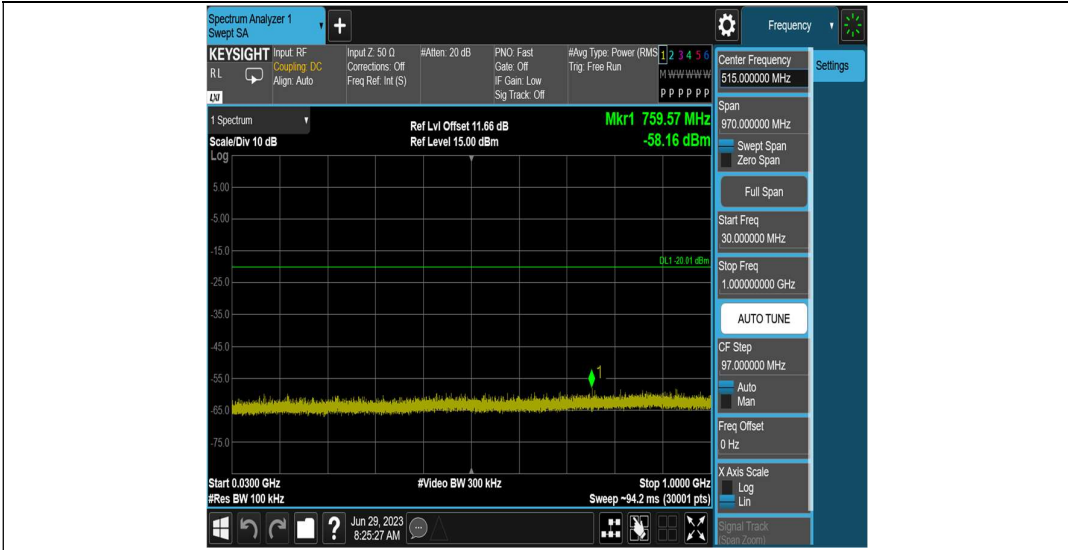 Spectrum Analyzer 1
Swept SA
Frequency
KEYSIGHT
RL
LXI
Input: RF
Coupling: DC
Align: Auto
Input Z: 50 Ω
Corrections: Off
Freq Ref: Int (S)
#Atten: 20 dB
PNO: Fast
Gate: Off
IF Gain: Low
Sig Track: Off
#Avg Type: Power (RMS
Trig: Free Run
1 2 3 4 5 6
M W W W W W
P P P P P P
1 Spectrum
Scale/Div 10 dB
Ref Lvl Offset 11.66 dB
Ref Level 15.00 dBm
Mkr1 759.57 MHz
-58.16 dBm
Log
5.00
-5.00
-15.0
DL1 -20.01 dBm
-25.0
-35.0
-45.0
1
-55.0
-65.0
-75.0
Start 0.0300 GHz
#Video BW 300 kHz
Stop 1.0000 GHz
#Res BW 100 kHz
Sweep ~94.2 ms (30001 pts)
?
Jun 29, 2023
8:25:27 AM
Center Frequency
515.000000 MHz
Settings
Span
970.000000 MHz
Swept Span
Zero Span
Full Span
Start Freq
30.000000 MHz
Stop Freq
1.000000000 GHz
AUTO TUNE
CF Step
97.000000 MHz
Auto
Man
Freq Offset
0 Hz
X Axis Scale
Log
Lin
Signal Track
(Span Zoom)